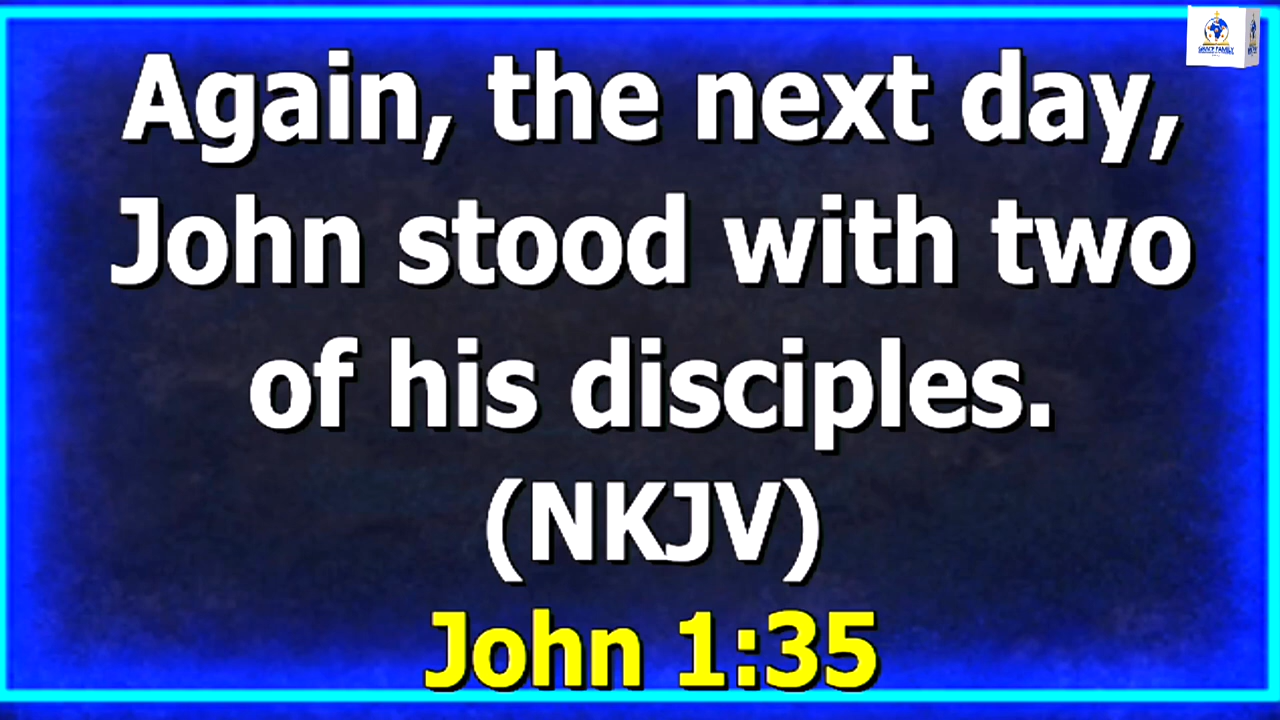 Again, the next day,
John stood with two
of his disciples.
(NKJV)
John 1:35